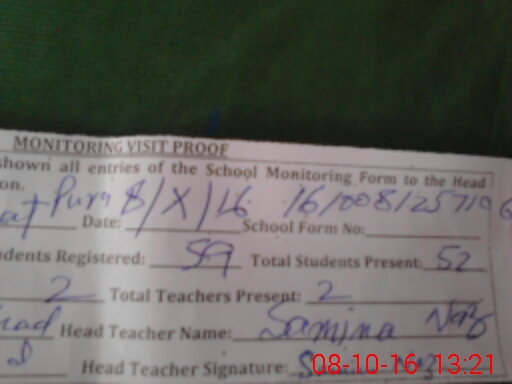 MONITORING VISIT PROOF
shown all entries of the School Monitoring Form to the Head
on.
Pura Date: 8/X/16 School Form No: 16100812571
dents Registered: 59 Total Students Present: 52
2 Total Teachers Present: 2
Head Teacher Name: Samina Naz
Head Teacher Signature:
08-10-16 13:21